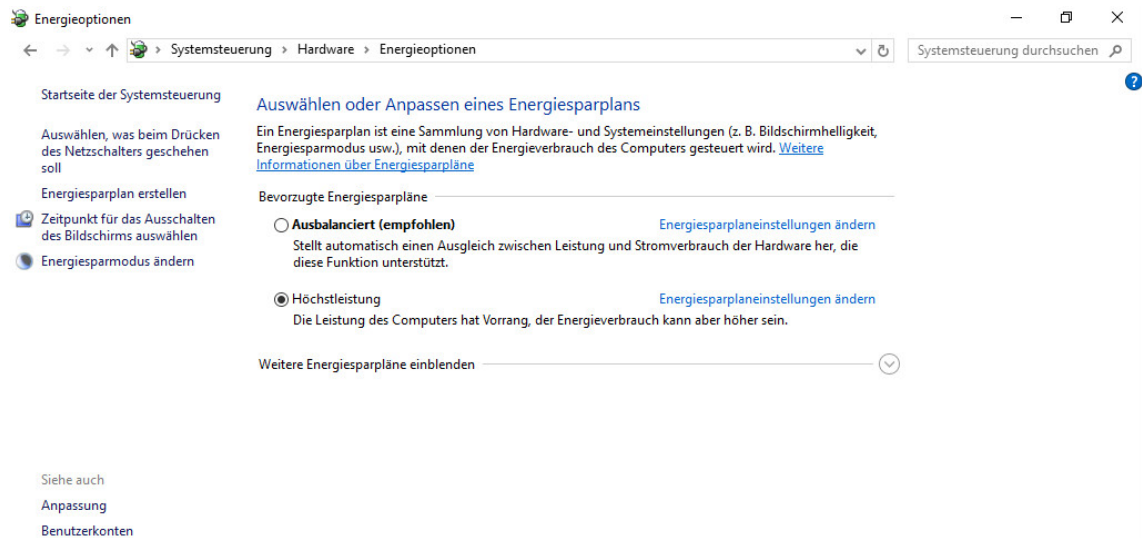 Energieoptionen
Systemsteuerung > Hardware > Energieoptionen
Systemsteuerung durchsuchen
?
Startseite der Systemsteuerung
Auswählen, was beim Drücken
des Netzschalters geschehen
soll
Energiesparplan erstellen
Zeitpunkt für das Ausschalten
des Bildschirms auswählen
Energiesparmodus ändern
Auswählen oder Anpassen eines Energiesparplans
Ein Energiesparplan ist eine Sammlung von Hardware- und Systemeinstellungen (z. B. Bildschirmhelligkeit,
Energiesparmodus usw.), mit denen der Energieverbrauch des Computers gesteuert wird. Weitere
Informationen über Energiesparpläne
Bevorzugte Energiesparpläne
Ausbalanciert (empfohlen) Energiesparplaneinstellungen ändern
Stellt automatisch einen Ausgleich zwischen Leistung und Stromverbrauch der Hardware her, die
diese Funktion unterstützt.
Höchstleistung Energiesparplaneinstellungen ändern
Die Leistung des Computers hat Vorrang, der Energieverbrauch kann aber höher sein.
Weitere Energiesparpläne einblenden
Siehe auch
Anpassung
Benutzerkonten